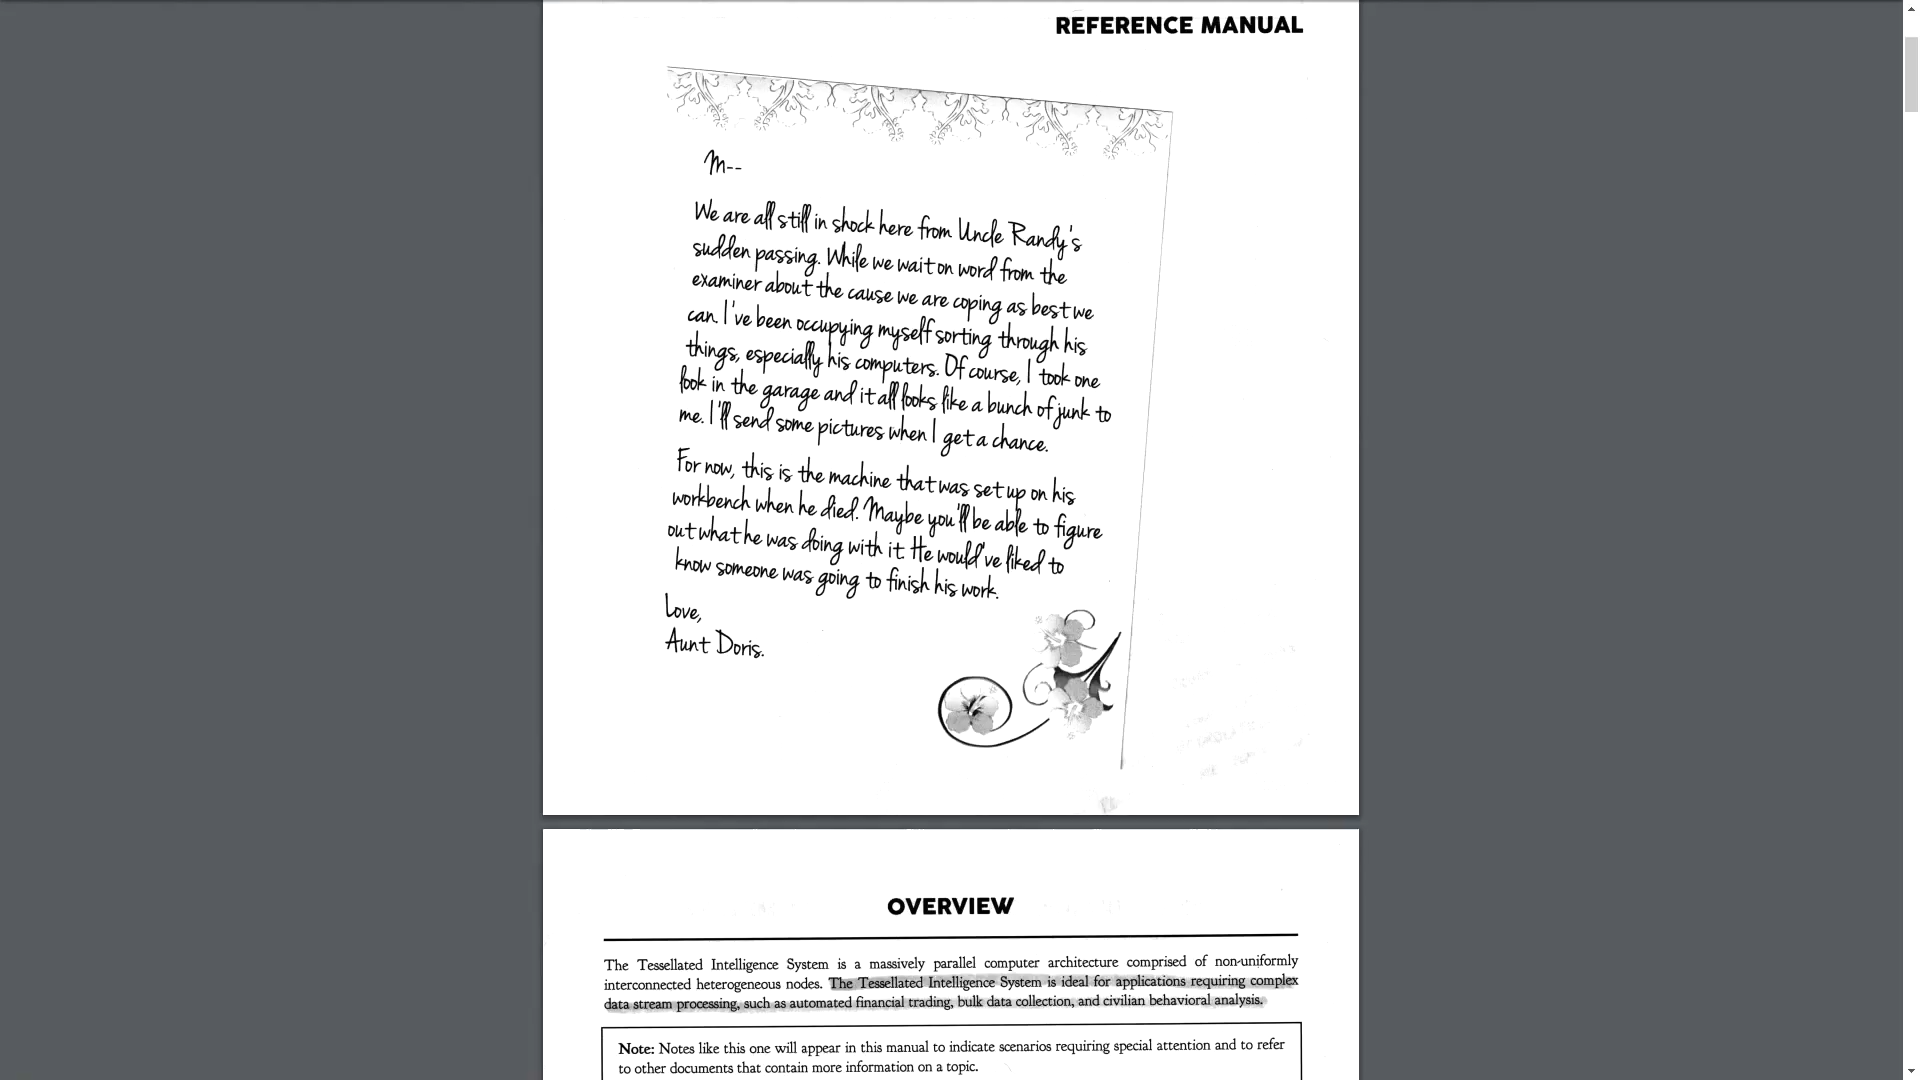 REFERENCE MANUAL
M--
We are all still in shock here from Uncle Randy's
sudden passing. While we wait on word from the
examiner about the cause we are coping as best we
can. I've been occupying myself sorting through his
things, especially his computers. Of course, I took one
look in the garage and it all looks like a bunch of junk to
me. I'll send some pictures when I get a chance.
For now, this is the machine that was set up on his
workbench when he died. Maybe you'll be able to figure
out what he was doing with it. He would've liked to
know someone was going to finish his work.
Love,
Aunt Doris.
OVERVIEW
The Tessellated Intelligence System is a massively parallel computer architecture comprised of non-uniformly
interconnected heterogeneous nodes. The Tessellated Intelligence System is ideal for applications requiring complex
data stream processing, such as automated financial trading, bulk data collection, and civilian behavioral analysis.
Note: Notes like this one will appear in this manual to indicate scenarios requiring special attention and to refer
to other documents that contain more information on a topic.